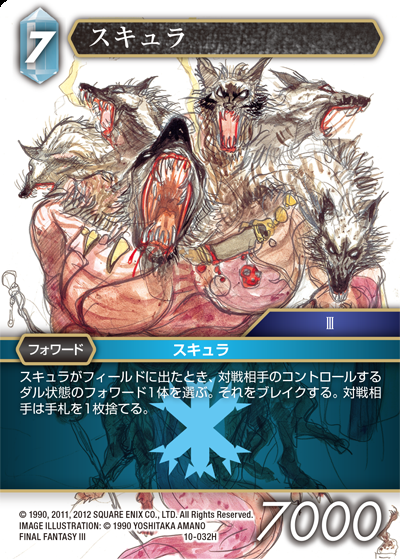 7
スキュラ
III
フォワード
スキュラ
スキュラがフィールドに出たとき、対戦相手のコントロールする
ダル状態のフォワード1体を選ぶ。それをブレイクする。対戦相
手は手札を1枚捨てる。
© 1990, 2011, 2012 SQUARE ENIX CO., LTD. All Rights Reserved.
IMAGE ILLUSTRATION: © 1990 YOSHITAKA AMANO
FINAL FANTASY III 10-032H
7000